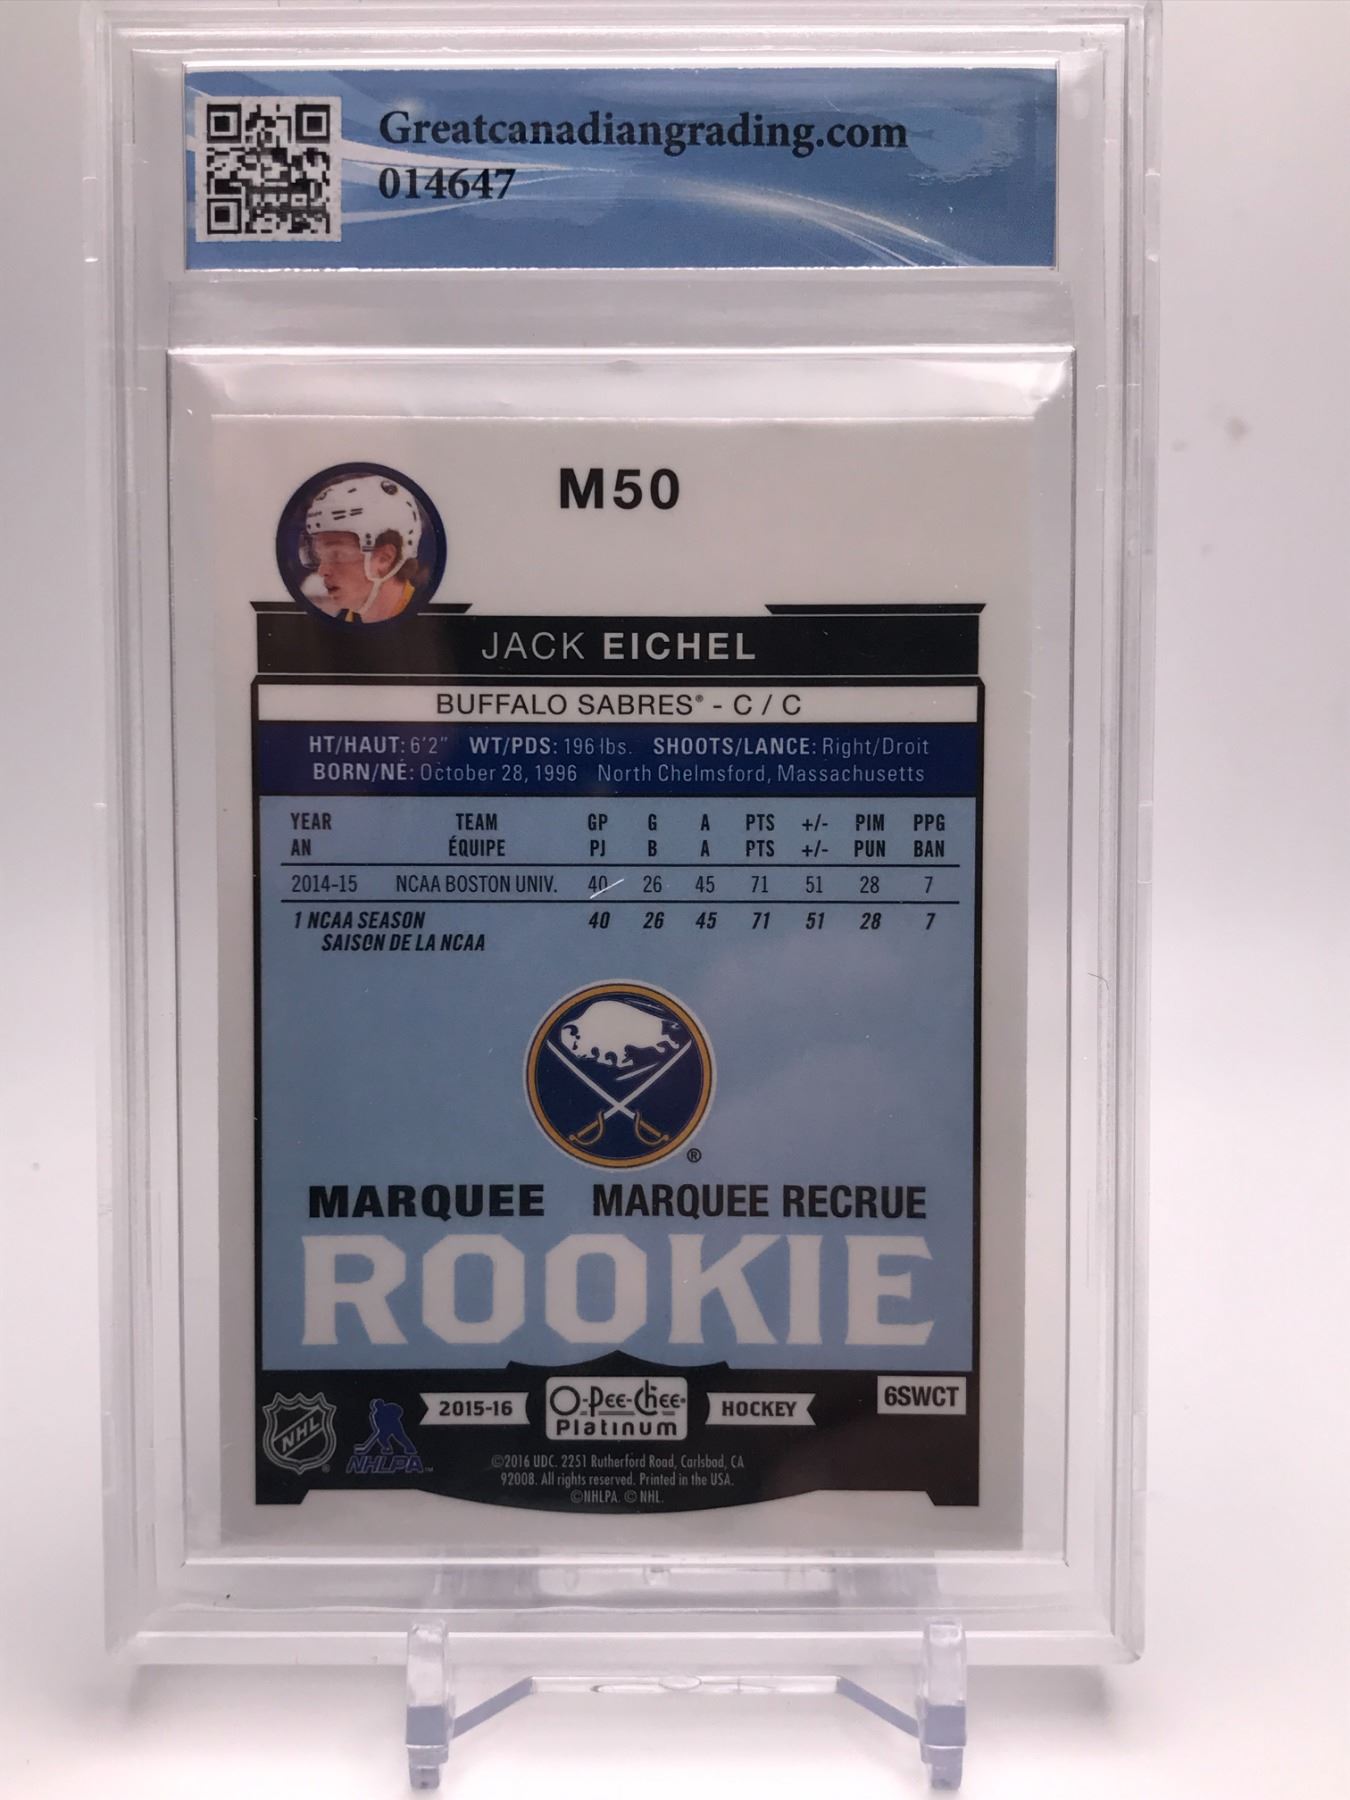 Greatcanadiangrading.com
014647
M50
JACK EICHEL
BUFFALO SABRES® - C / C
HT/HAUT: 6'2" WT/PDS: 196 lbs. SHOOTS/LANCE: Right/Droit
BORN/NÉ: October 28, 1996 North Chelmsford, Massachusetts
YEAR TEAM GP G A PTS +/- PIM PPG
AN ÉQUIPE PJ B A PTS +/- PUN BAN
2014-15 NCAA BOSTON UNIV. 40 26 45 71 51 28 7
1 NCAA SEASON 40 26 45 71 51 28 7
SAISON DE LA NCAA
®
MARQUEE MARQUEE RECRUE
ROOKIE
NHL ® NHLPA™ 2015-16 O-Pee-Chee® Platinum HOCKEY 6SWCT
©2016 UDC. 2251 Rutherford Road, Carlsbad, CA
92008. All rights reserved. Printed in the USA.
©NHLPA. © NHL.